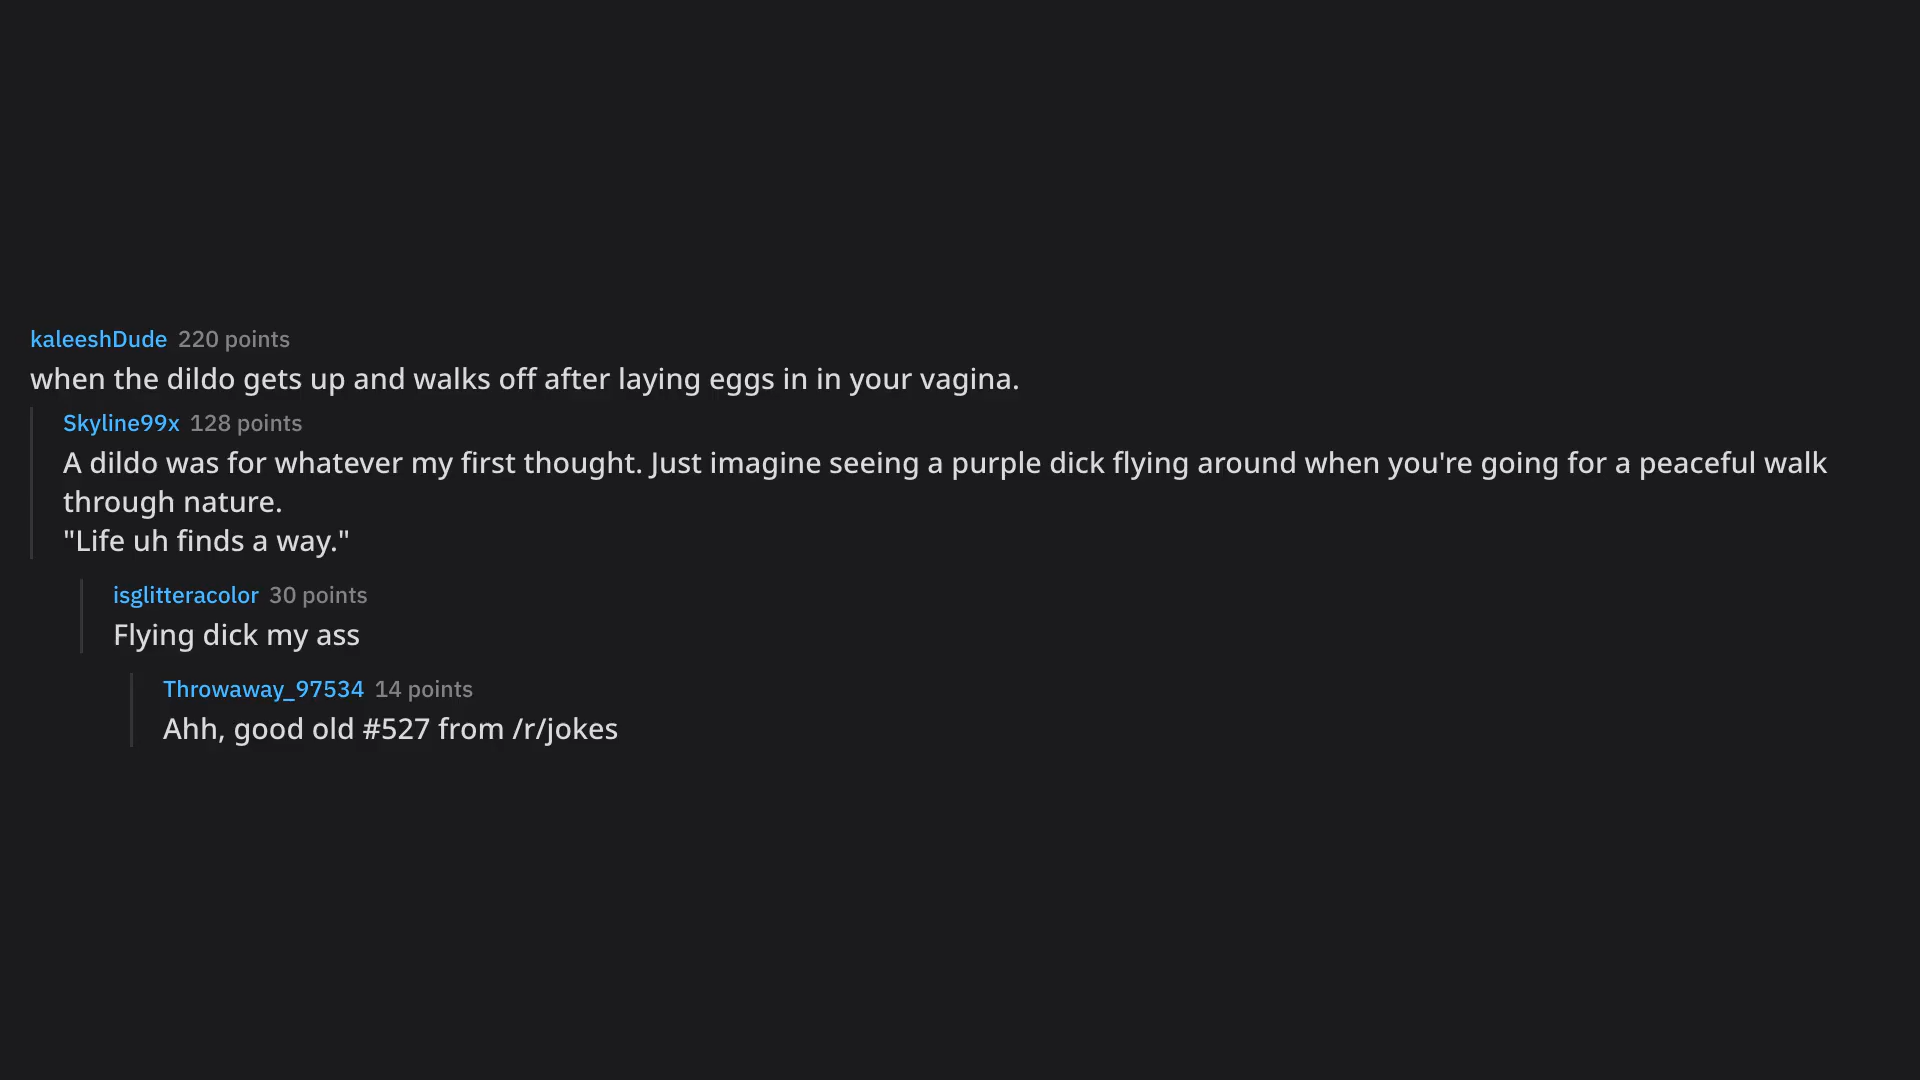 kaleeshDude 220 points
when the dildo gets up and walks off after laying eggs in in your vagina.
Skyline99x 128 points
A dildo was for whatever my first thought. Just imagine seeing a purple dick flying around when you're going for a peaceful walk
through nature.
"Life uh finds a way."
isglitteracolor 30 points
Flying dick my ass
Throwaway_97534 14 points
Ahh, good old #527 from /r/jokes